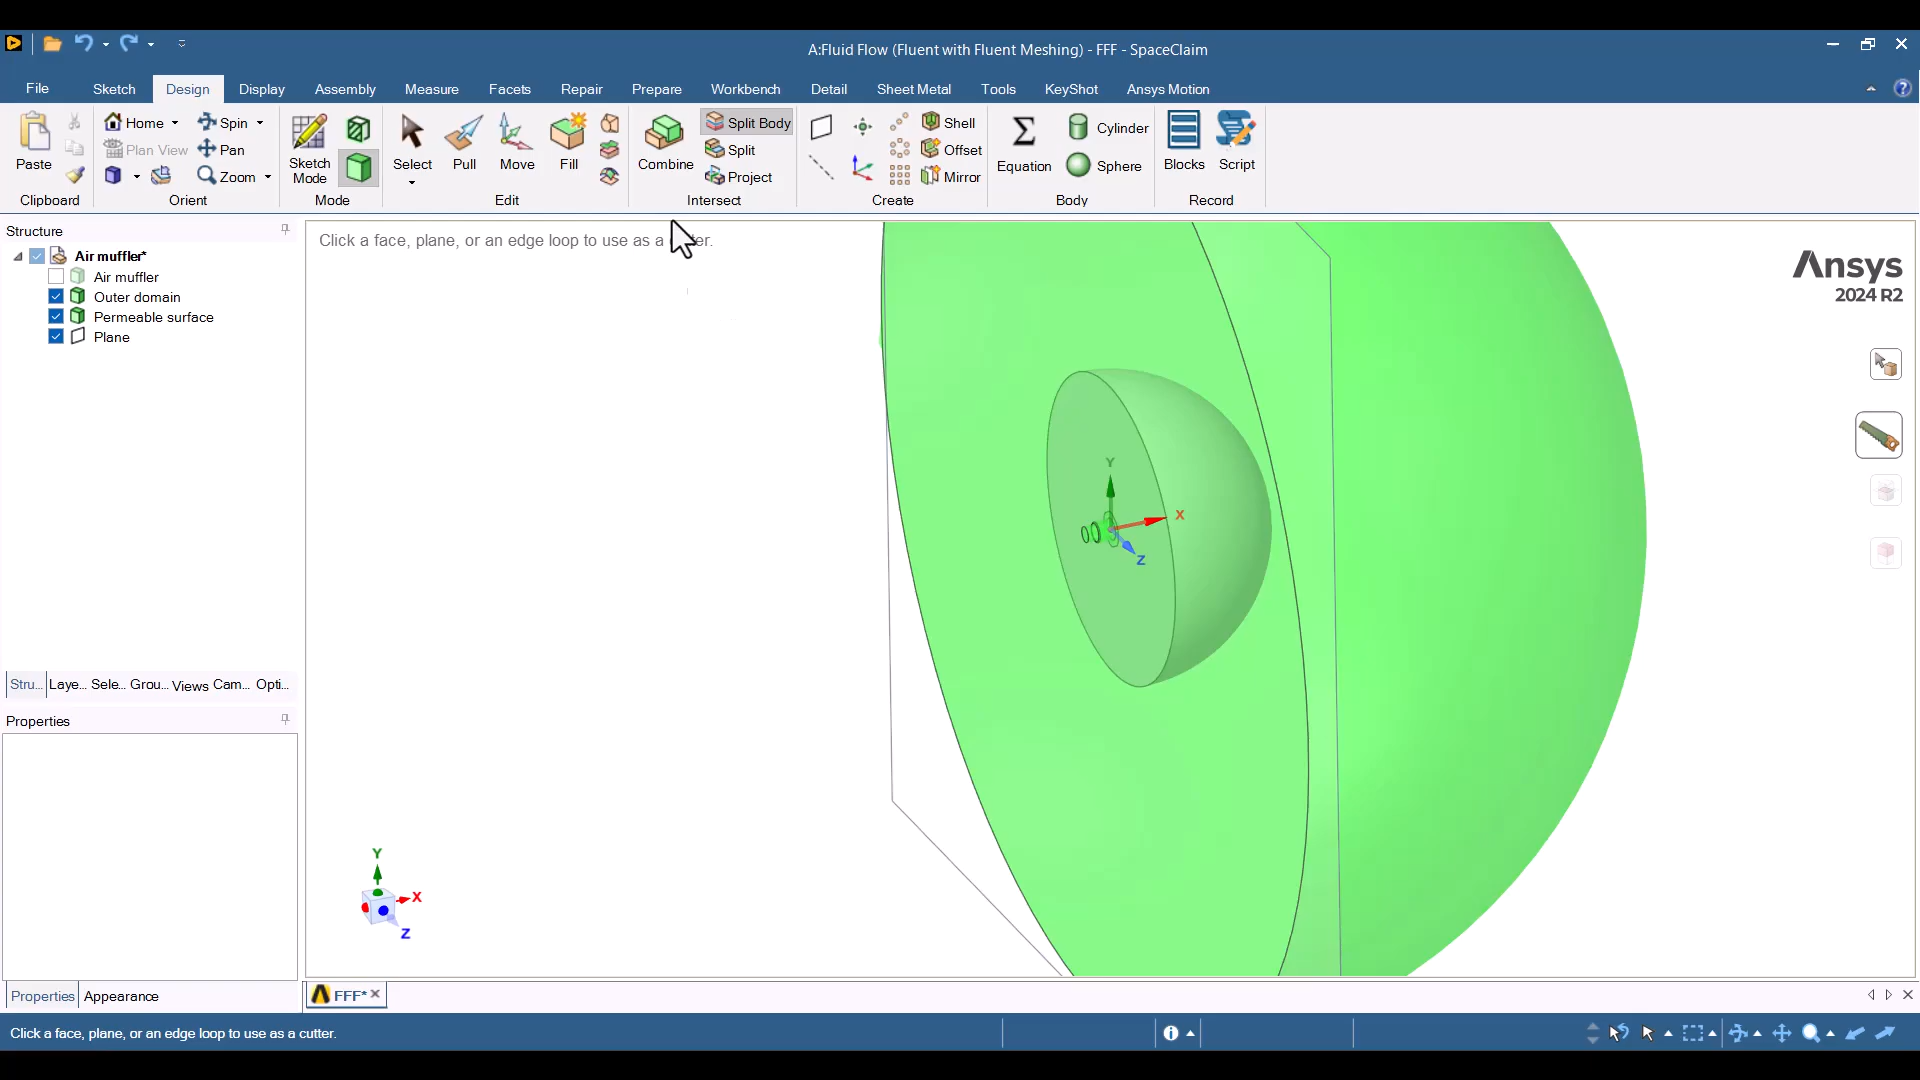 A:Fluid Flow (Fluent with Fluent Meshing) - FFF - SpaceClaim
File Sketch Design Display Assembly Measure Facets Repair Prepare Workbench Detail Sheet Metal Tools KeyShot Ansys Motion
Paste
Clipboard
Home
Plan View
Spin
Pan
Zoom
Orient
Sketch
Mode
Mode
Select
Pull
Move
Fill
Edit
Combine
Split Body
Split
Project
Intersect
Shell
Offset
Mirror
Create
Equation
Cylinder
Sphere
Body
Blocks
Script
Record
Structure
Air muffler*
Air muffler
Outer domain
Permeable surface
Plane
Stru... Laye... Sele... Grou... Views Cam... Opti...
Properties
Properties Appearance
Click a face, plane, or an edge loop to use as a
Ansys
2024 R2
Y
X
Z
Y
X
Z
FFF*
Click a face, plane, or an edge loop to use as a cutter.